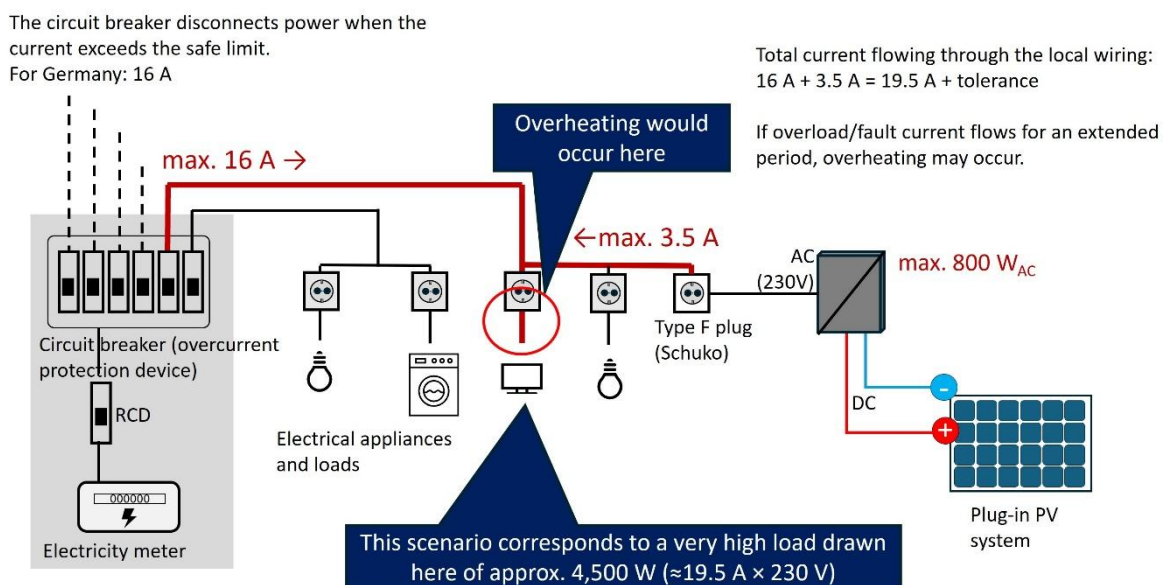 The circuit breaker disconnects power when the
current exceeds the safe limit.
For Germany: 16 A
Total current flowing through the local wiring:
16 A + 3.5 A = 19.5 A + tolerance
If overload/fault current flows for an extended
period, overheating may occur.
Overheating would
occur here
max. 16 A →
←max. 3.5 A
AC
(230V)
max. 800 WAC
Type F plug
(Schuko)
Circuit breaker (overcurrent
protection device)
RCD
Electrical appliances
and loads
DC
-
+
000000
Electricity meter
Plug-in PV
system
This scenario corresponds to a very high load drawn
here of approx. 4,500 W (≈19.5 A × 230 V)